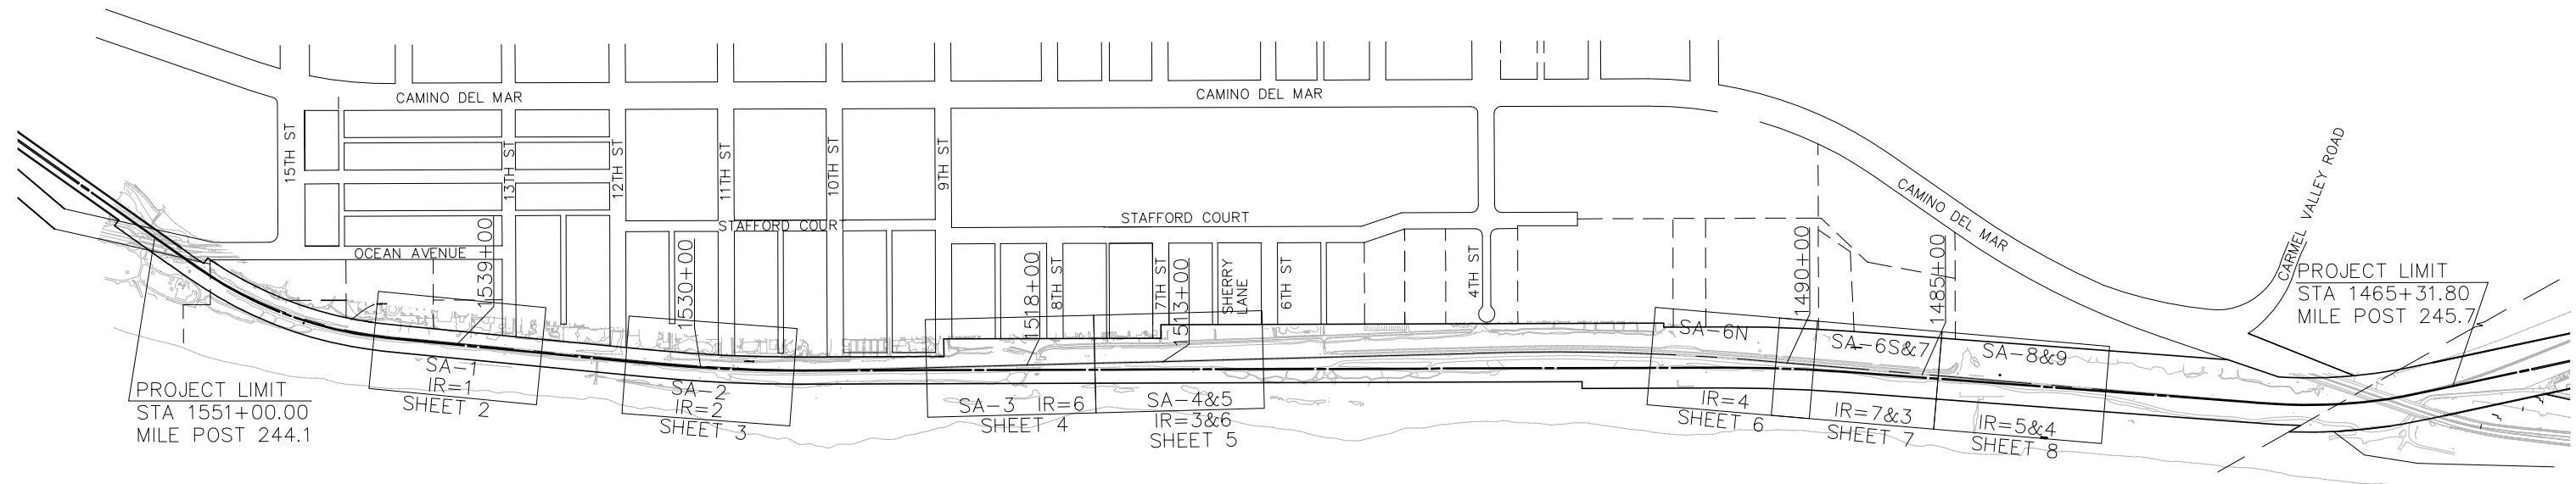 CAMINO DEL MAR
CAMINO DEL MAR
15TH ST
13TH ST
12TH ST
11TH ST
10TH ST
9TH ST
CARMEL VALLEY ROAD
CAMINO DEL MAR
STAFFORD COURT
STAFFORD COURT
OCEAN AVENUE
1539+00
1530+00
1518+00
8TH ST
7TH ST
1513+00
SHERRY
LANE
6TH ST
4TH ST
1490+00
1485+00
PROJECT LIMIT
STA 1465+31.80
MILE POST 245.7
PROJECT LIMIT
STA 1551+00.00
MILE POST 244.1
SA-1
IR=1
SHEET 2
SA-2
IR=2
SHEET 3
SA-3 IR=6
SHEET 4
SA-4&5
IR=3&6
SHEET 5
SA-6N
IR=4
SHEET 6
SA-6S&7
IR=7&3
SHEET 7
SA-8&9
IR=5&4
SHEET 8